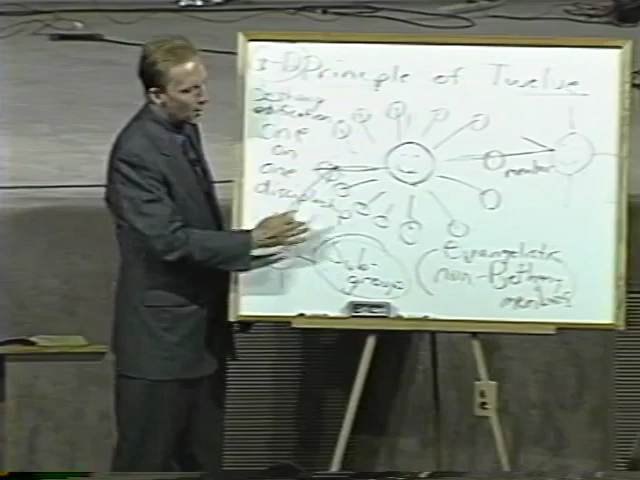 Principle of Twelve
one
on
one
member
Sub-
groups
Evangelistic
non-Bethany
members